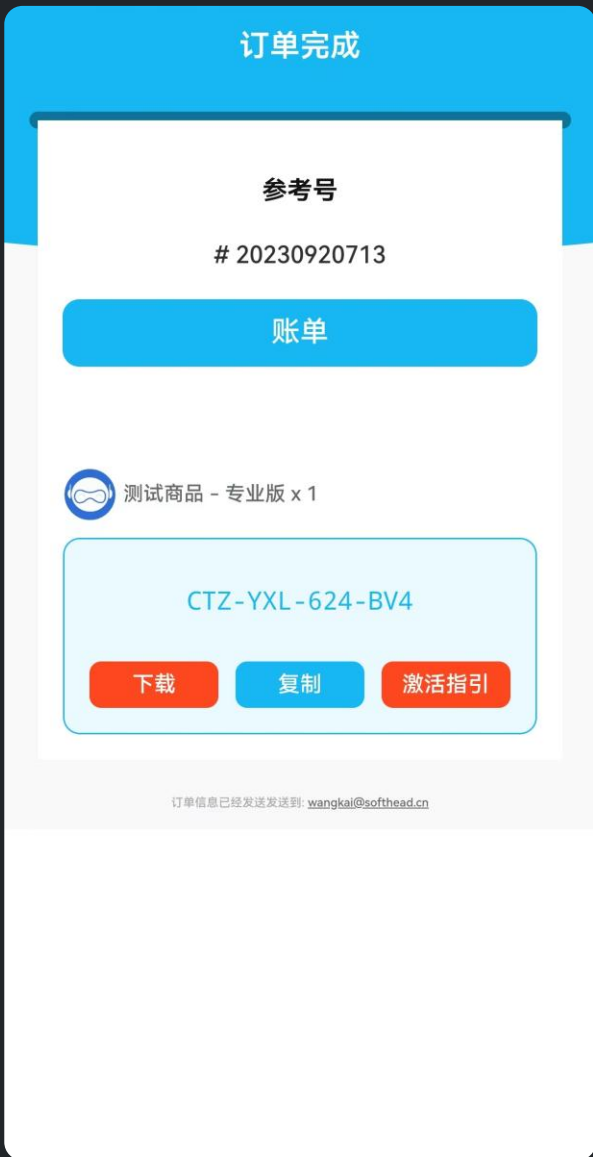 订单完成
参考号
# 20230920713
账单
测试商品 - 专业版 x 1
CTZ-YXL-624-BV4
下载
复制
激活指引
订单信息已经发送发送到: wangkai@softhead.cn